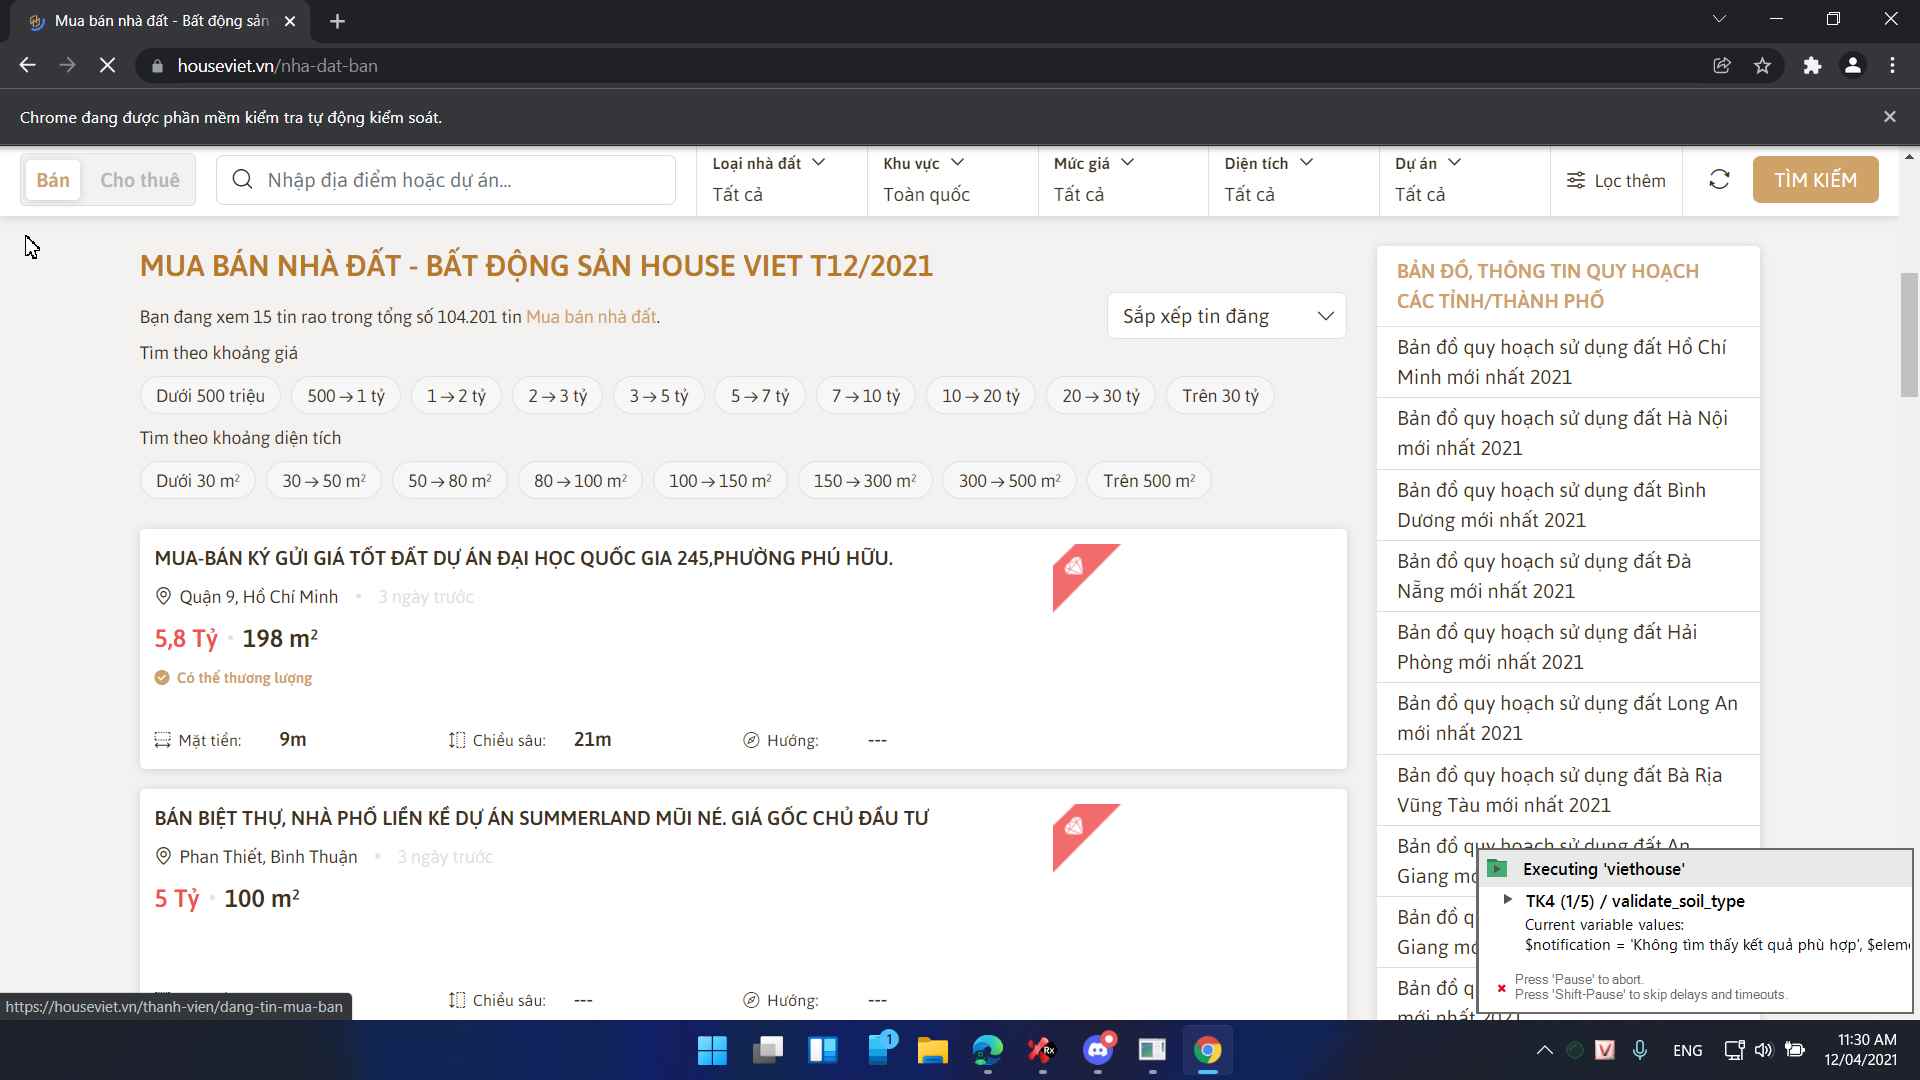 Mua bán nhà đất - Bất động sản
houseviet.vn/nha-dat-ban
Chrome đang được phần mềm kiểm tra tự động kiểm soát.
Bán
Cho thuê
Nhập địa điểm hoặc dự án...
Loại nhà đất
Tất cả
Khu vực
Toàn quốc
Mức giá
Tất cả
Diện tích
Tất cả
Dự án
Tất cả
Lọc thêm
TÌM KIẾM
MUA BÁN NHÀ ĐẤT - BẤT ĐỘNG SẢN HOUSE VIET T12/2021
Bạn đang xem 15 tin rao trong tổng số 104.201 tin Mua bán nhà đất.
Sắp xếp tin đăng
Tìm theo khoảng giá
Dưới 500 triệu
500 → 1 tỷ
1 → 2 tỷ
2 → 3 tỷ
3 → 5 tỷ
5 → 7 tỷ
7 → 10 tỷ
10 → 20 tỷ
20 → 30 tỷ
Trên 30 tỷ
Tìm theo khoảng diện tích
Dưới 30 m²
30 → 50 m²
50 → 80 m²
80 → 100 m²
100 → 150 m²
150 → 300 m²
300 → 500 m²
Trên 500 m²
MUA-BÁN KÝ GỬI GIÁ TỐT ĐẤT DỰ ÁN ĐẠI HỌC QUỐC GIA 245,PHƯỜNG PHÚ HỮU.
Quận 9, Hồ Chí Minh • 3 ngày trước
5,8 Tỷ · 198 m²
Có thể thương lượng
Mặt tiền: 9m
Chiều sâu: 21m
Hướng: ---
BÁN BIỆT THỰ, NHÀ PHỐ LIỀN KỀ DỰ ÁN SUMMERLAND MŨI NÉ. GIÁ GỐC CHỦ ĐẦU TƯ
Phan Thiết, Bình Thuận • 3 ngày trước
5 Tỷ · 100 m²
Chiều sâu: ---
Hướng: ---
https://houseviet.vn/thanh-vien/dang-tin-mua-ban
BẢN ĐỒ, THÔNG TIN QUY HOẠCH
CÁC TỈNH/THÀNH PHỐ
Bản đồ quy hoạch sử dụng đất Hồ Chí
Minh mới nhất 2021
Bản đồ quy hoạch sử dụng đất Hà Nội
mới nhất 2021
Bản đồ quy hoạch sử dụng đất Bình
Dương mới nhất 2021
Bản đồ quy hoạch sử dụng đất Đà
Nẵng mới nhất 2021
Bản đồ quy hoạch sử dụng đất Hải
Phòng mới nhất 2021
Bản đồ quy hoạch sử dụng đất Long An
mới nhất 2021
Bản đồ quy hoạch sử dụng đất Bà Rịa
Vũng Tàu mới nhất 2021
Bản đồ quy hoạch sử dụng đất An
Giang
Bản đồ
Giang
Bản đồ
mới nhất 2021
Executing 'viethouse'
TK4 (1/5) / validate_soil_type
Current variable values:
$notification = 'Không tìm thấy kết quả phù hợp', $elem
Press 'Pause' to abort.
Press 'Shift-Pause' to skip delays and timeouts.
1
Rx
V
ENG
11:30 AM
12/04/2021